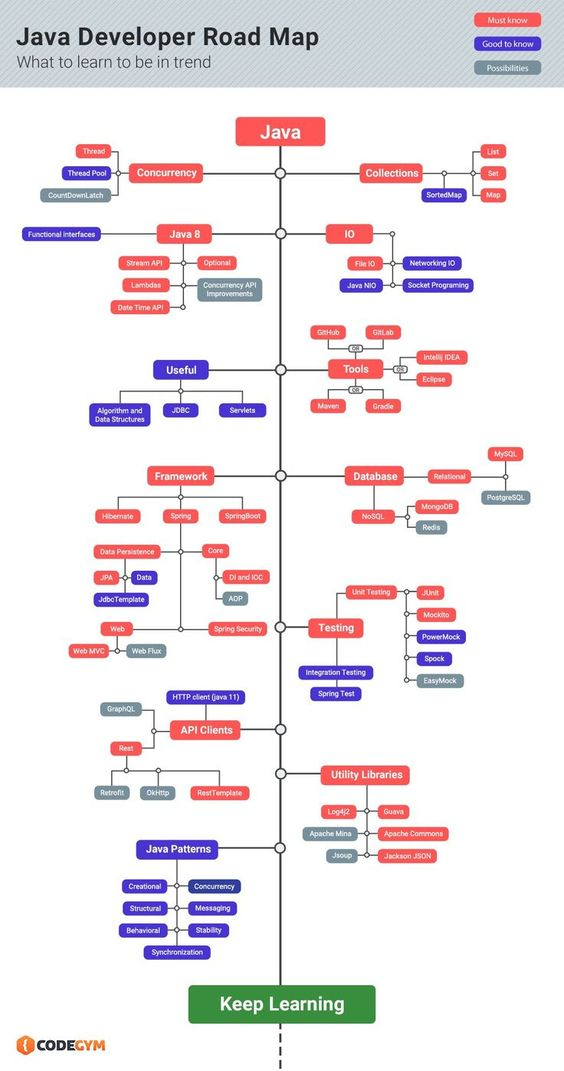 Java Developer Road Map
What to learn to be in trend
Must know
Good to know
Possibilities
Java
Thread
Thread Pool
CountDownLatch
Concurrency
Collections
List
Set
Map
SortedMap
Functional interfaces
Java 8
Stream API
Optional
Lambdas
Concurrency API
Improvements
Date Time API
IO
File IO
Networking IO
Java NIO
Socket Programing
Useful
Algorithm and
Data Structures
JDBC
Servlets
GitHub
GitLab
OR
Tools
OR
Intellij IDEA
Eclipse
OR
Maven
Gradle
Framework
Hibernate
Spring
SpringBoot
Data Persistence
Core
JPA
Data
DI and IOC
JdbcTemplate
AOP
Web
Spring Security
Web MVC
Web Flux
Database
Relational
MySQL
PostgreSQL
NoSQL
MongoDB
Redis
Testing
Unit Testing
JUnit
Mockito
PowerMock
Spock
EasyMock
Integration Testing
Spring Test
HTTP client (java 11)
GraphQL
API Clients
Rest
Retrofit
OkHttp
RestTemplate
Utility Libraries
Log4j2
Guava
Apache Mina
Apache Commons
Jsoup
Jackson JSON
Java Patterns
Creational
Concurrency
Structural
Messaging
Behavioral
Stability
Synchronization
Keep Learning
CODEGYM